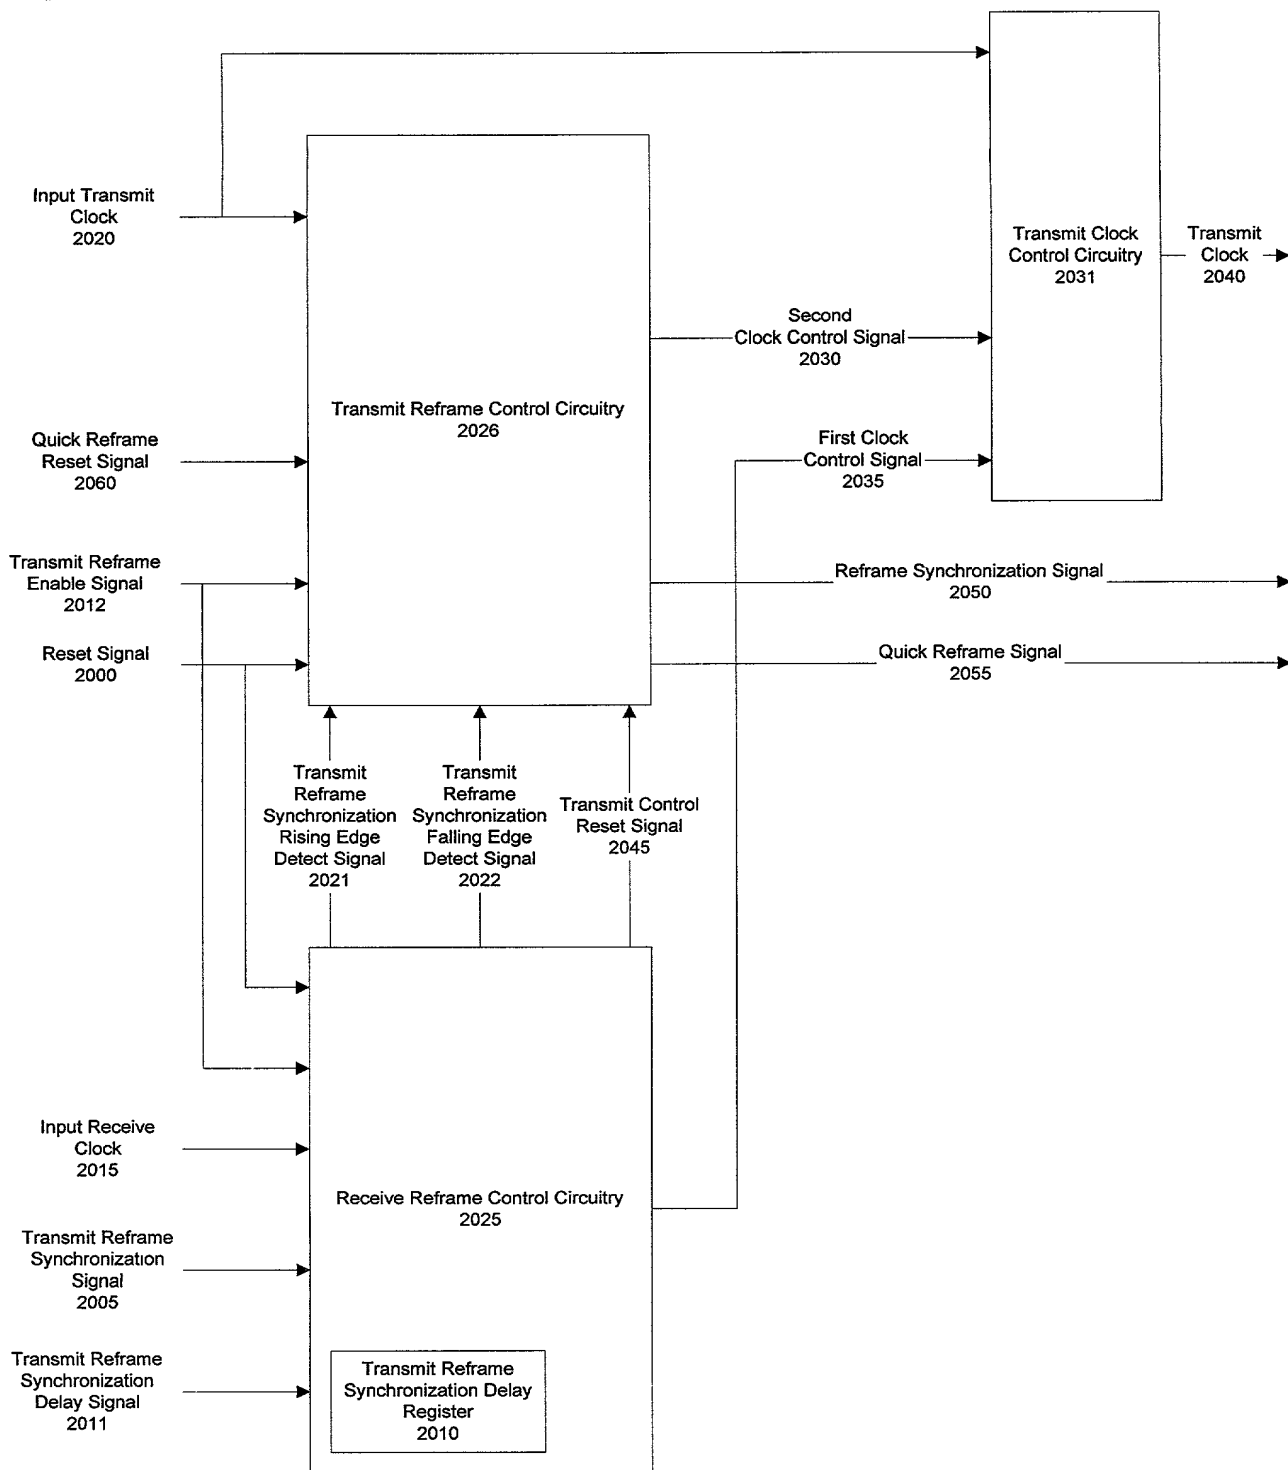 Input Transmit
Clock
2020
Transmit Clock
Control Circuitry
2031
Transmit
Clock
2040
Second
Clock Control Signal
2030
Transmit Reframe Control Circuitry
2026
Quick Reframe
Reset Signal
2060
First Clock
Control Signal
2035
Transmit Reframe
Enable Signal
2012
Reframe Synchronization Signal
2050
Reset Signal
2000
Quick Reframe Signal
2055
Transmit
Reframe
Synchronization
Rising Edge
Detect Signal
2021
Transmit
Reframe
Synchronization
Falling Edge
Detect Signal
2022
Transmit Control
Reset Signal
2045
Input Receive
Clock
2015
Receive Reframe Control Circuitry
2025
Transmit Reframe
Synchronization
Signal
2005
Transmit Reframe
Synchronization
Delay Signal
2011
Transmit Reframe
Synchronization Delay
Register
2010